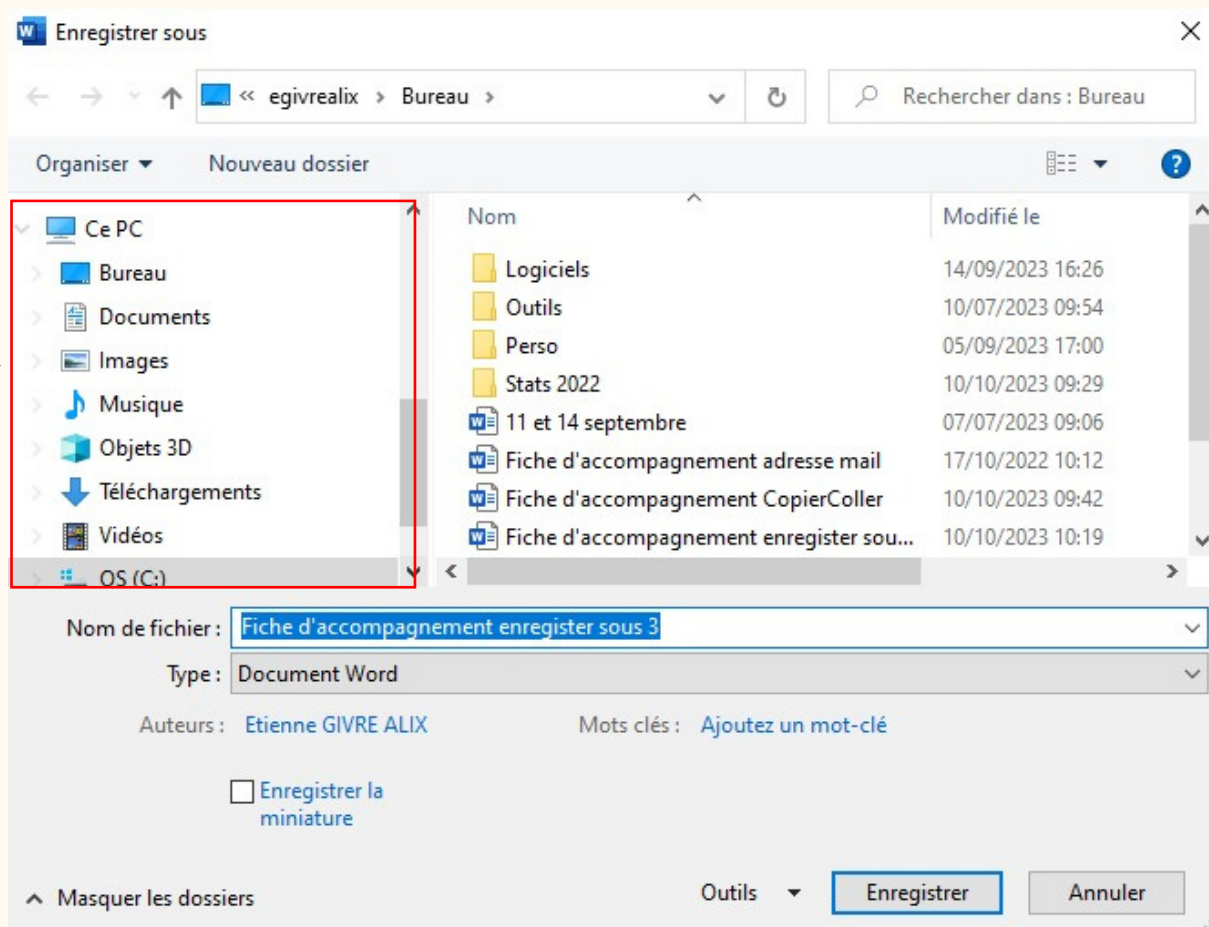 Enregistrer sous
« egivrealix > Bureau >
Rechercher dans : Bureau
Organiser
Nouveau dossier
Ce PC
Bureau
Documents
Images
Musique
Objets 3D
Téléchargements
Vidéos
OS (C:)
Nom Modifié le
Logiciels 14/09/2023 16:26
Outils 10/07/2023 09:54
Perso 05/09/2023 17:00
Stats 2022 10/10/2023 09:29
11 et 14 septembre 07/07/2023 09:06
Fiche d'accompagnement adresse mail 17/10/2022 10:12
Fiche d'accompagnement CopierColler 10/10/2023 09:42
Fiche d'accompagnement enregister sou... 10/10/2023 10:19
Nom de fichier : Fiche d'accompagnement enregister sous 3
Type : Document Word
Auteurs : Etienne GIVRE ALIX Mots clés : Ajoutez un mot-clé
Enregistrer la
miniature
Masquer les dossiers
Outils
Enregistrer
Annuler